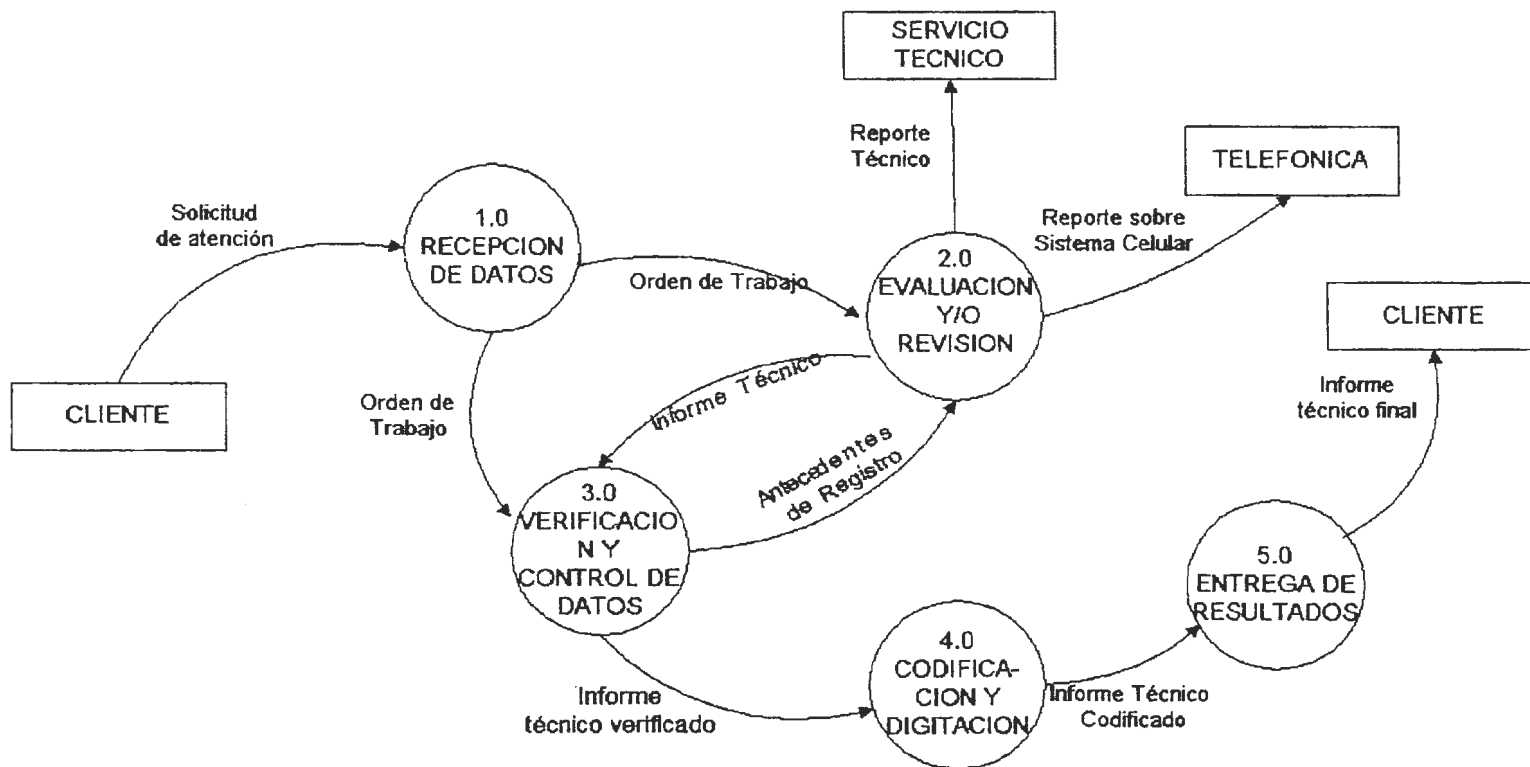 SERVICIO
TECNICO
Reporte
Técnico
TELEFONICA
Solicitud
de atención
1.0
RECEPCION
DE DATOS
Reporte sobre
Sistema Celular
Orden de Trabajo
2.0
EVALUACION
Y/O
REVISION
CLIENTE
CLIENTE
Orden de
Trabajo
Informe Técnico
Informe
técnico final
Antecedentes
de Registro
3.0
VERIFICACIO
N Y
CONTROL DE
DATOS
5.0
ENTREGA DE
RESULTADOS
4.0
CODIFICA-
CION Y
DIGITACION
Informe
técnico verificado
Informe Técnico
Codificado